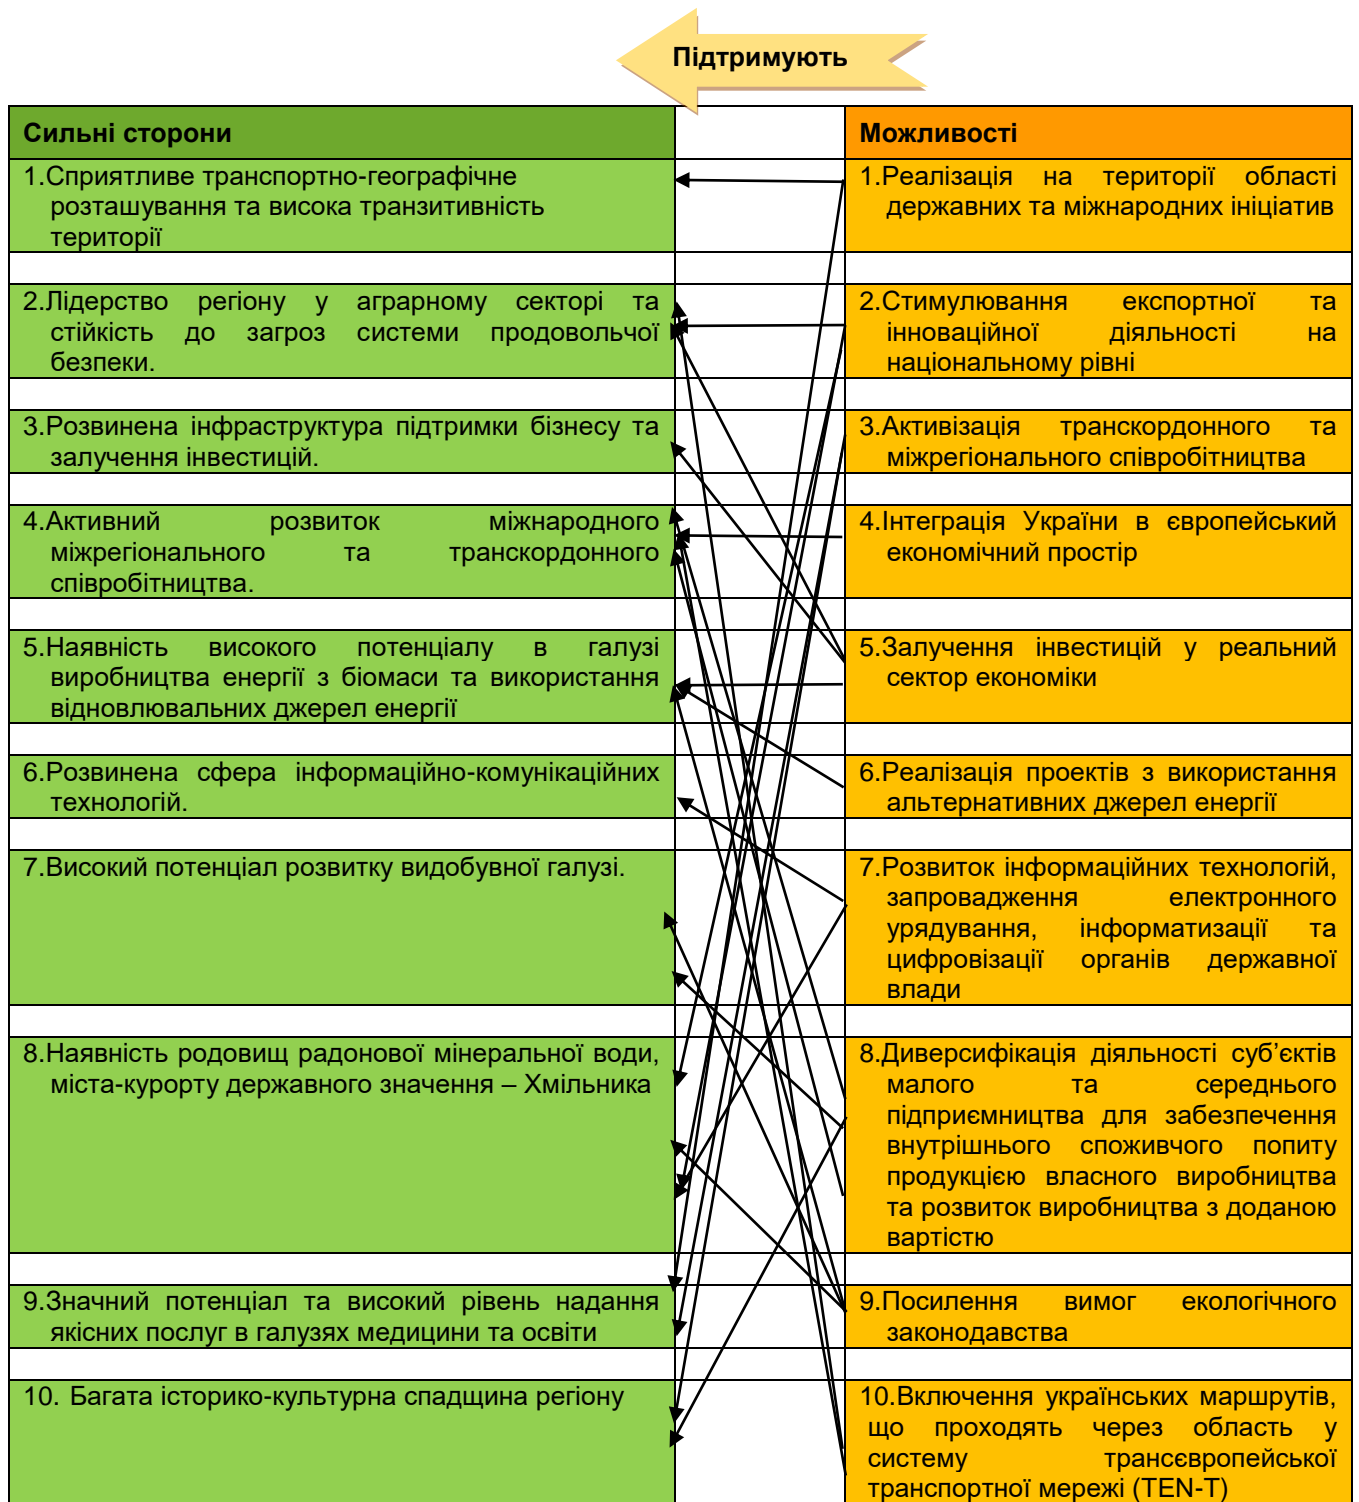 Підтримують
Сильні сторони
Можливості
1.Сприятливе транспортно-географічне
розташування та висока транзитивність
території
1.Реалізація на території області
державних та міжнародних ініціатив
2.Лідерство регіону у аграрному секторі та
стійкість до загроз системи продовольчої
безпеки.
2.Стимулювання експортної та
інноваційної діяльності на
національному рівні
3.Розвинена інфраструктура підтримки бізнесу та
залучення інвестицій.
3.Активізація транскордонного та
міжрегіонального співробітництва
4.Активний розвиток міжнародного
міжрегіонального та транскордонного
співробітництва.
4.Інтеграція України в європейський
економічний простір
5.Наявність високого потенціалу в галузі
виробництва енергії з біомаси та використання
відновлювальних джерел енергії
5.Залучення інвестицій у реальний
сектор економіки
6.Розвинена сфера інформаційно-комунікаційних
технологій.
6.Реалізація проектів з використання
альтернативних джерел енергії
7.Високий потенціал розвитку видобувної галузі.
7.Розвиток інформаційних технологій,
запровадження електронного
урядування, інформатизації та
цифровізації органів державної
влади
8.Наявність родовищ радонової мінеральної води,
міста-курорту державного значення – Хмільника
8.Диверсифікація діяльності суб’єктів
малого та середнього
підприємництва для забезпечення
внутрішнього споживчого попиту
продукцією власного виробництва
та розвиток виробництва з доданою
вартістю
9.Значний потенціал та високий рівень надання
якісних послуг в галузях медицини та освіти
9.Посилення вимог екологічного
законодавства
10. Багата історико-культурна спадщина регіону
10.Включення українських маршрутів,
що проходять через область у
систему трансєвропейської
транспортної мережі (TEN-T)